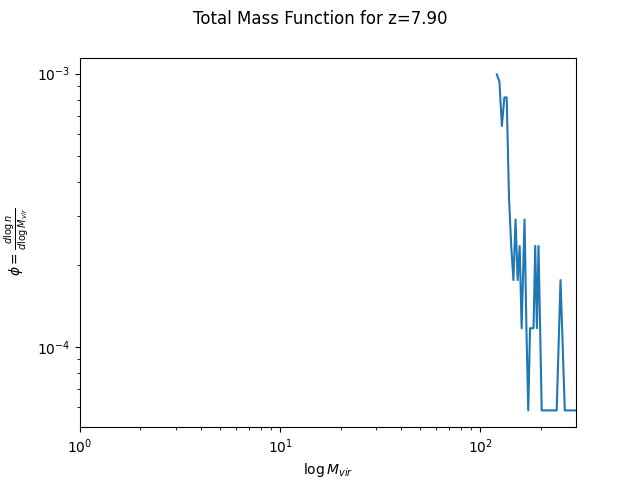 Total Mass Function for z=7.90
10⁻³
10⁻⁴
ϕ = d log n / d log M_vir
10⁰ 10¹ 10²
log M_vir